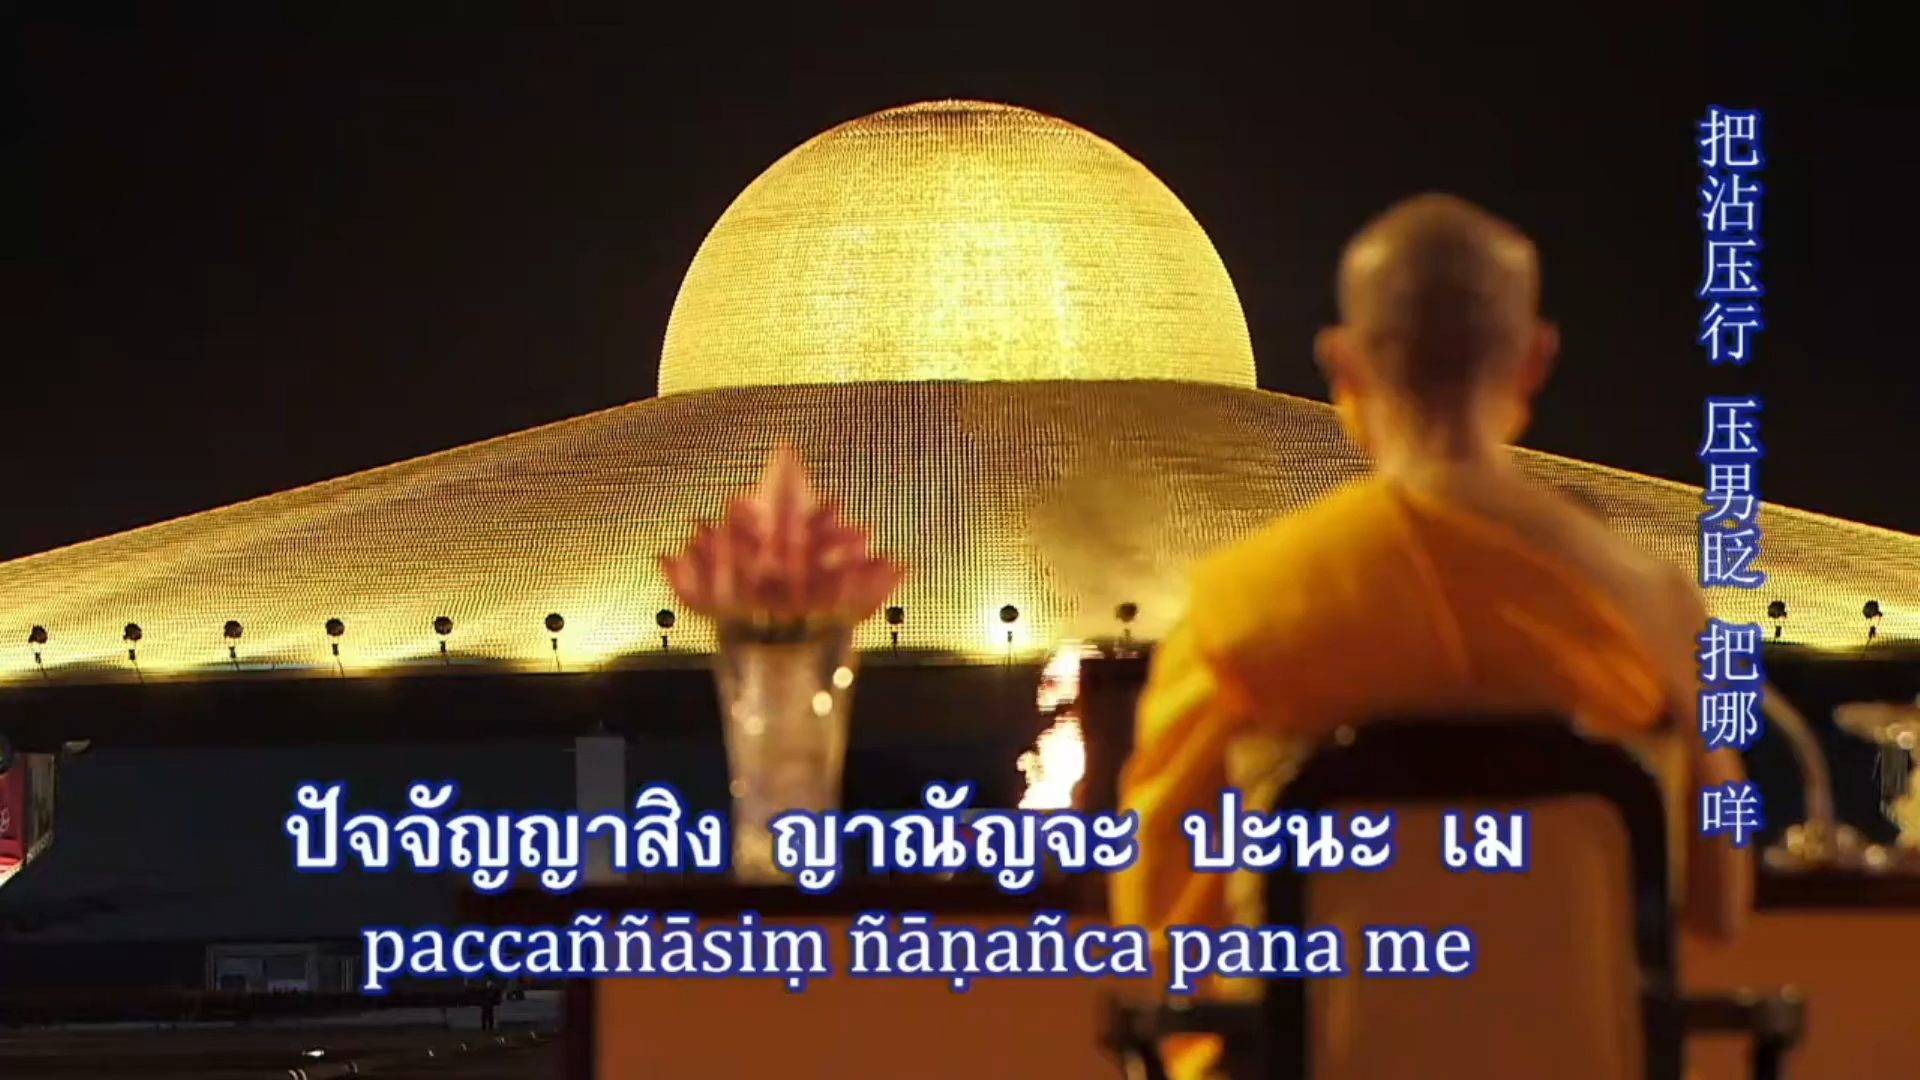 把沾压行 压男眨 把哪 咩
ปัจจัญญาสิง ญาณัญจะ ปะนะ เม
paccaññāsiṃ ñāṇañca pana me